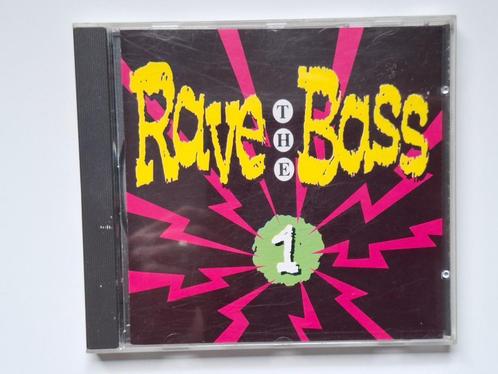 Rave THE Bass
1